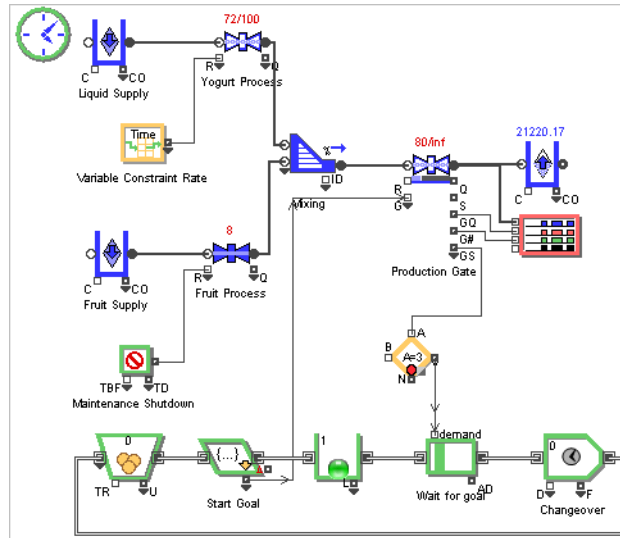 72/100
R Q
Yogurt Process
C CO
Liquid Supply
Time
Variable Constraint Rate
%
ID
Mixing
80/inf
R Q
G S
GQ
G#
GS
Production Gate
21220.17
C CO
8
R Q
Fruit Process
C CO
Fruit Supply
TBF TD
Maintenance Shutdown
A
B
A=3
N
0
TR U
{...}
Start Goal
1
L
demand
AD
Wait for goal
0
D F
Changeover